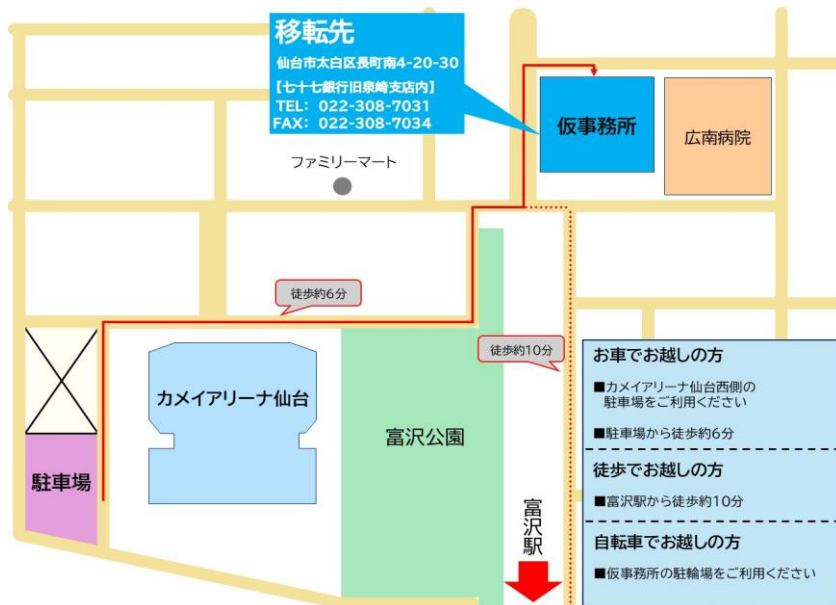 移転先
仙台市太白区長町南4-20-30
【七十七銀行旧泉崎支店内】
TEL: 022-308-7031
FAX: 022-308-7034
仮事務所
広南病院
ファミリーマート
徒歩約6分
徒歩約10分
カメイアリーナ仙台
富沢公園
駐車場
富沢駅
お車でお越しの方
■カメイアリーナ仙台西側の
駐車場をご利用ください
■駐車場から徒歩約6分
徒歩でお越しの方
■富沢駅から徒歩約10分
自転車でお越しの方
■仮事務所の駐輪場をご利用ください